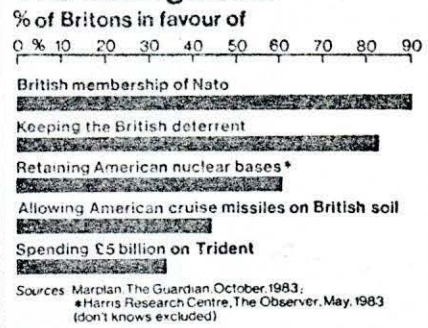 % of Britons in favour of
0 % 10 20 30 40 50 60 70 80 90
British membership of Nato
Keeping the British deterrent
Retaining American nuclear bases*
Allowing American cruise missiles on British soil
Spending £5 billion on Trident
Sources: Marplan, The Guardian, October, 1983;
*Harris Research Centre, The Observer, May, 1983
(don't knows excluded)